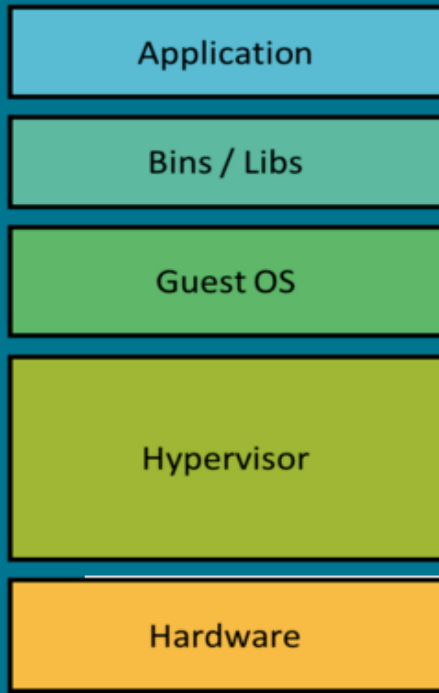 Application
Bins / Libs
Guest OS
Hypervisor
Hardware